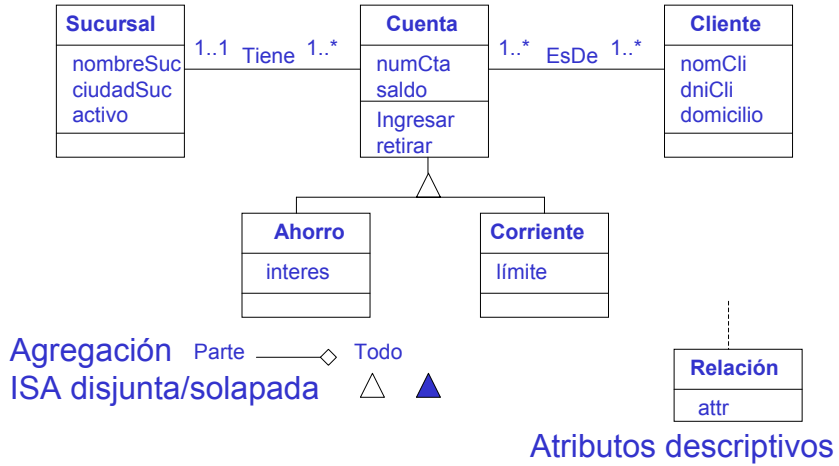 Sucursal
nombreSuc
ciudadSuc
activo
1..1 Tiene 1..*
Cuenta
numCta
saldo
Ingresar
retirar
1..* EsDe 1..*
Cliente
nomCli
dniCli
domicilio
Ahorro
interes
Corriente
límite
Agregación Parte Todo
ISA disjunta/solapada
Relación
attr
Atributos descriptivos